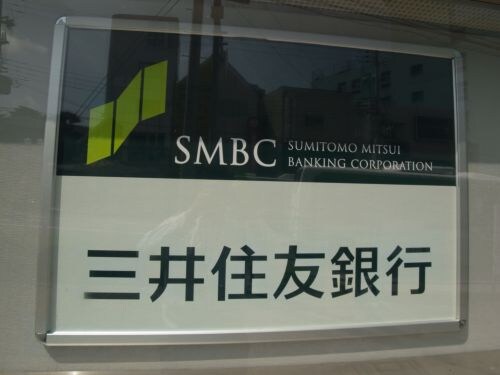 SMBC
SUMITOMO MITSUI
BANKING CORPORATION
三井住友銀行